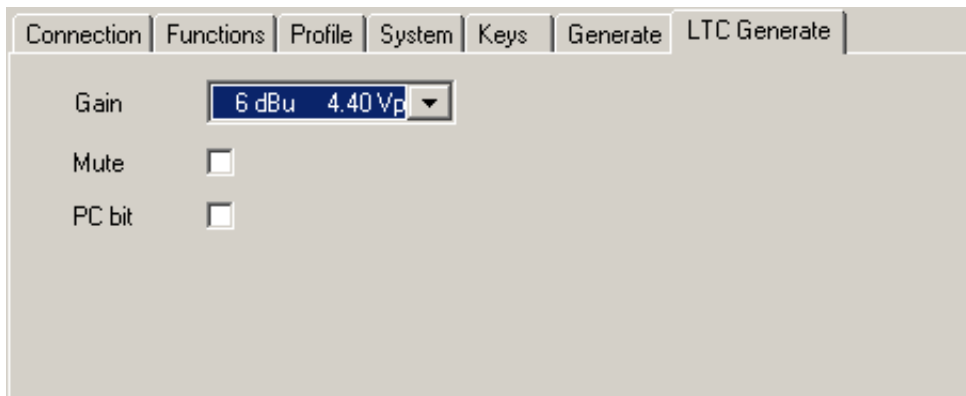 Connection Functions Profile System Keys Generate LTC Generate
Gain 6 dBu 4.40 Vp
Mute
PC bit